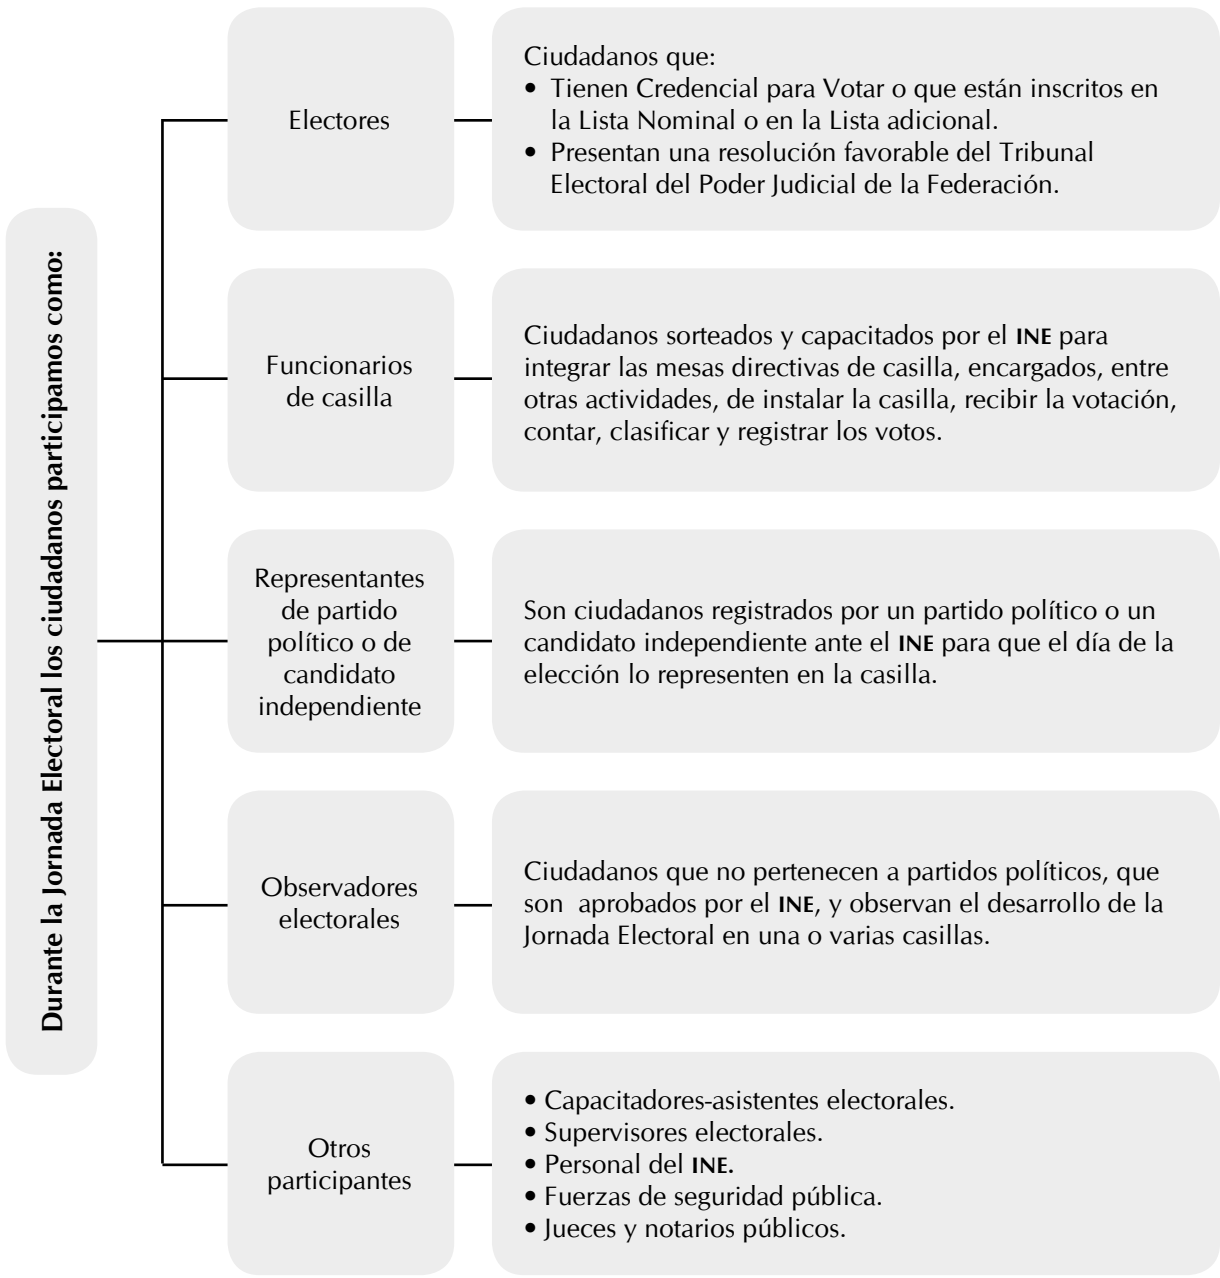 Durante la Jornada Electoral los ciudadanos participamos como:
Electores
Ciudadanos que:
• Tienen Credencial para Votar o que están inscritos en
la Lista Nominal o en la Lista adicional.
• Presentan una resolución favorable del Tribunal
Electoral del Poder Judicial de la Federación.
Funcionarios
de casilla
Ciudadanos sorteados y capacitados por el INE para
integrar las mesas directivas de casilla, encargados, entre
otras actividades, de instalar la casilla, recibir la votación,
contar, clasificar y registrar los votos.
Representantes
de partido
político o de
candidato
independiente
Son ciudadanos registrados por un partido político o un
candidato independiente ante el INE para que el día de la
elección lo representen en la casilla.
Observadores
electorales
Ciudadanos que no pertenecen a partidos políticos, que
son aprobados por el INE, y observan el desarrollo de la
Jornada Electoral en una o varias casillas.
Otros
participantes
• Capacitadores-asistentes electorales.
• Supervisores electorales.
• Personal del INE.
• Fuerzas de seguridad pública.
• Jueces y notarios públicos.